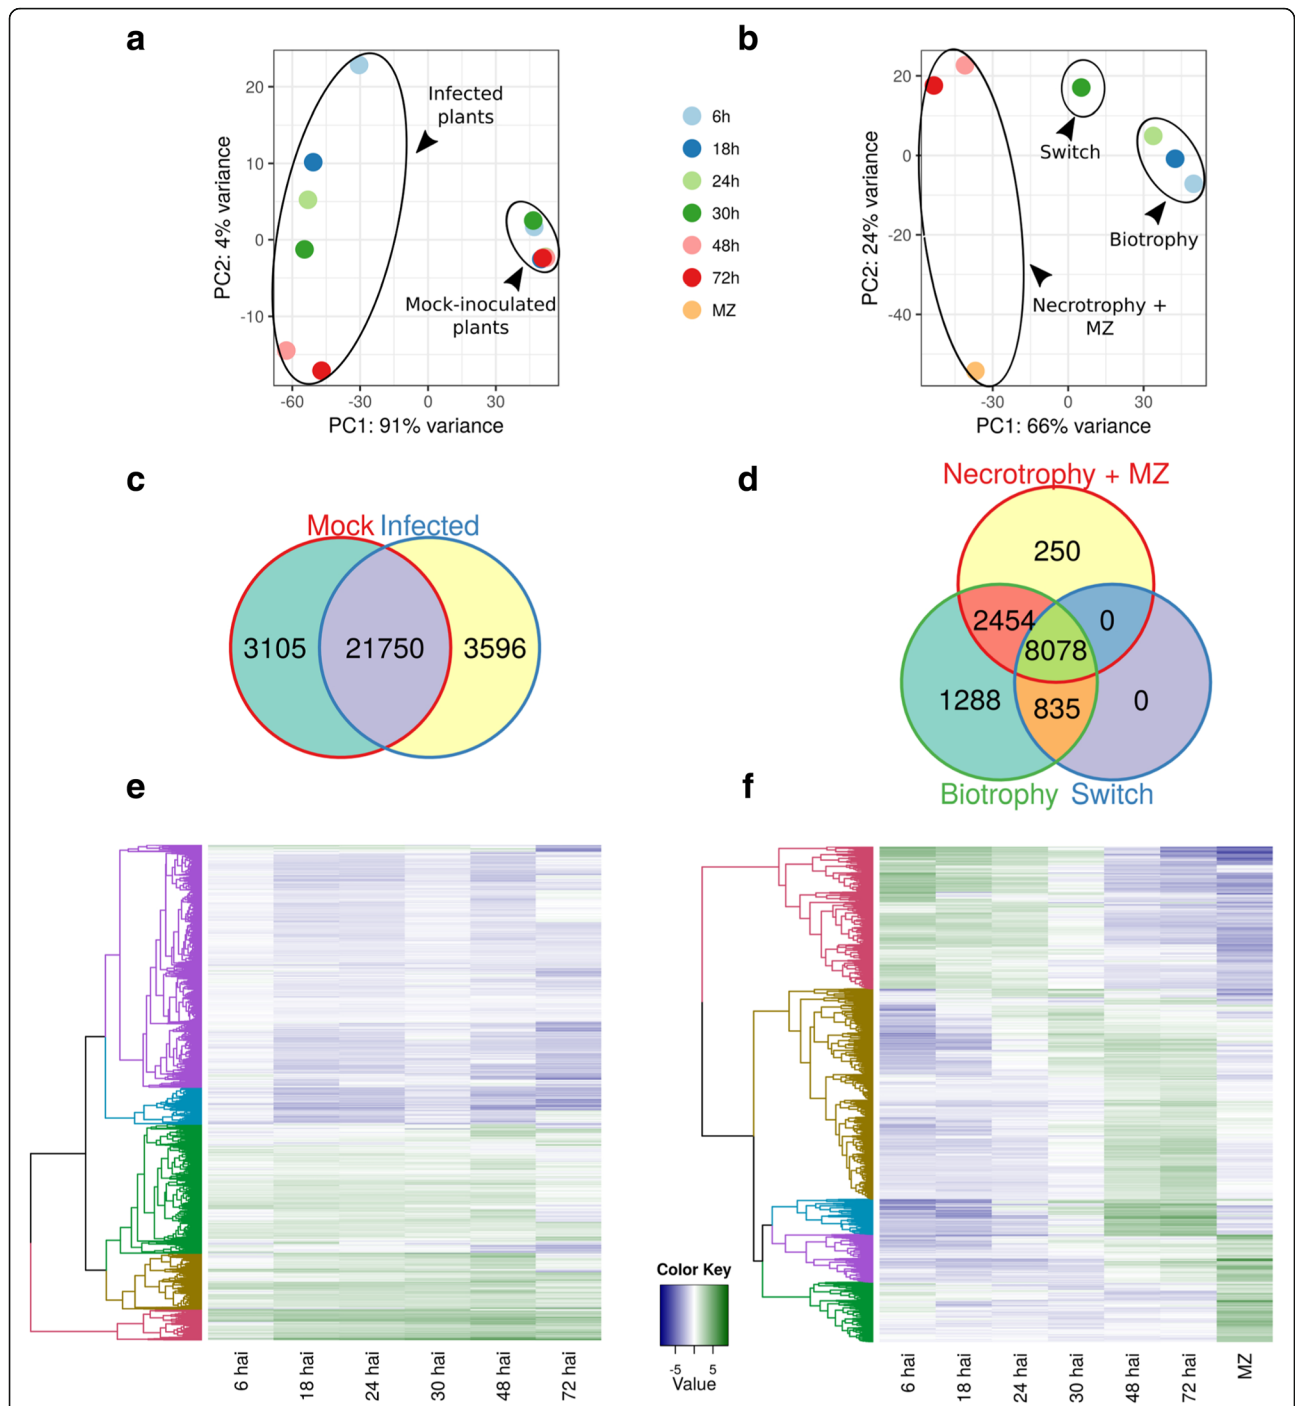 a
20
10
0
-10
PC2: 4% variance
-60
-30
0
30
PC1: 91% variance
Infected
plants
Mock-inoculated
plants
6h
18h
24h
30h
48h
72h
MZ
b
20
0
-20
-40
PC2: 24% variance
-30
0
30
PC1: 66% variance
Switch
Biotrophy
Necrotrophy +
MZ
c
Mock Infected
3105 21750 3596
d
Necrotrophy + MZ
250
2454 0
8078
1288 835 0
Biotrophy Switch
e
6 hai
18 hai
24 hai
30 hai
48 hai
72 hai
Color Key
-5 5
Value
f
6 hai
18 hai
24 hai
30 hai
48 hai
72 hai
MZ